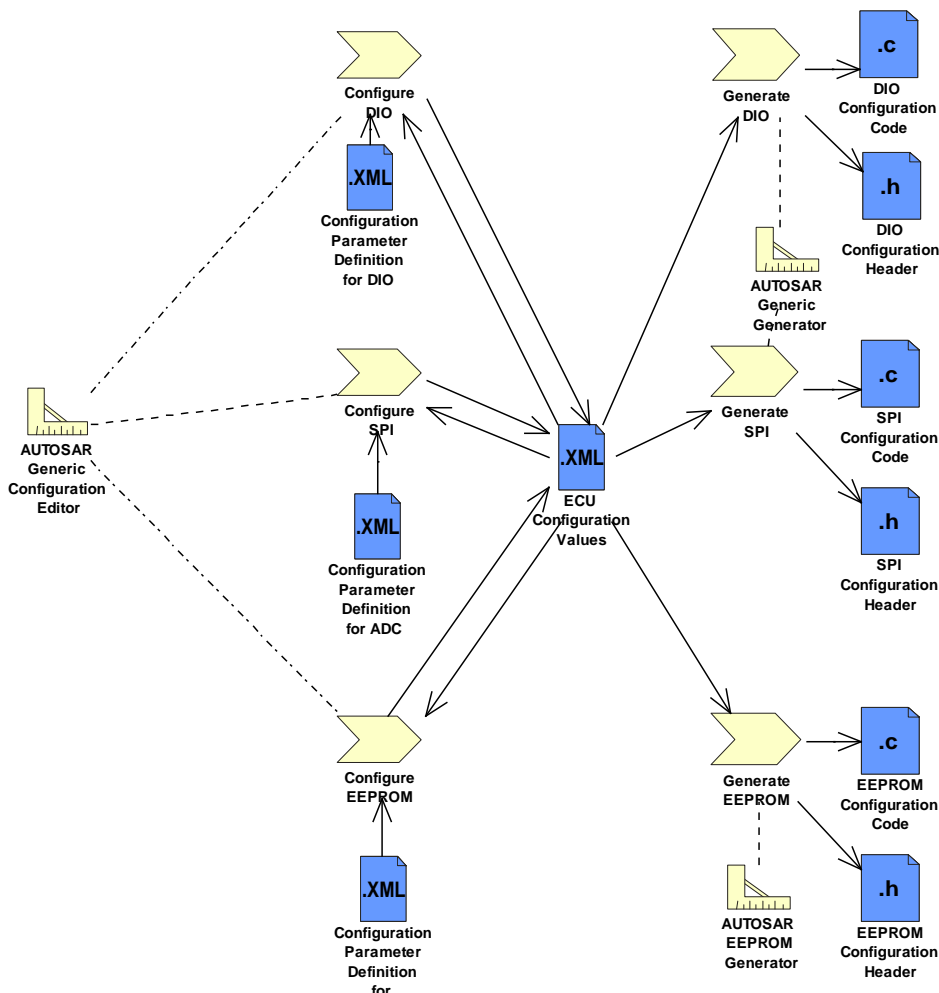 Configure
DIO
.XML
Configuration
Parameter
Definition
for DIO
Generate
DIO
.c
DIO
Configuration
Code
.h
DIO
Configuration
Header
AUTOSAR
Generic
Generator
AUTOSAR
Generic
Configuration
Editor
Configure
SPI
.XML
Configuration
Parameter
Definition
for ADC
.XML
ECU
Configuration
Values
Generate
SPI
.c
SPI
Configuration
Code
.h
SPI
Configuration
Header
Configure
EEPROM
.XML
Configuration
Parameter
Definition
for
Generate
EEPROM
.c
EEPROM
Configuration
Code
AUTOSAR
EEPROM
Generator
.h
EEPROM
Configuration
Header